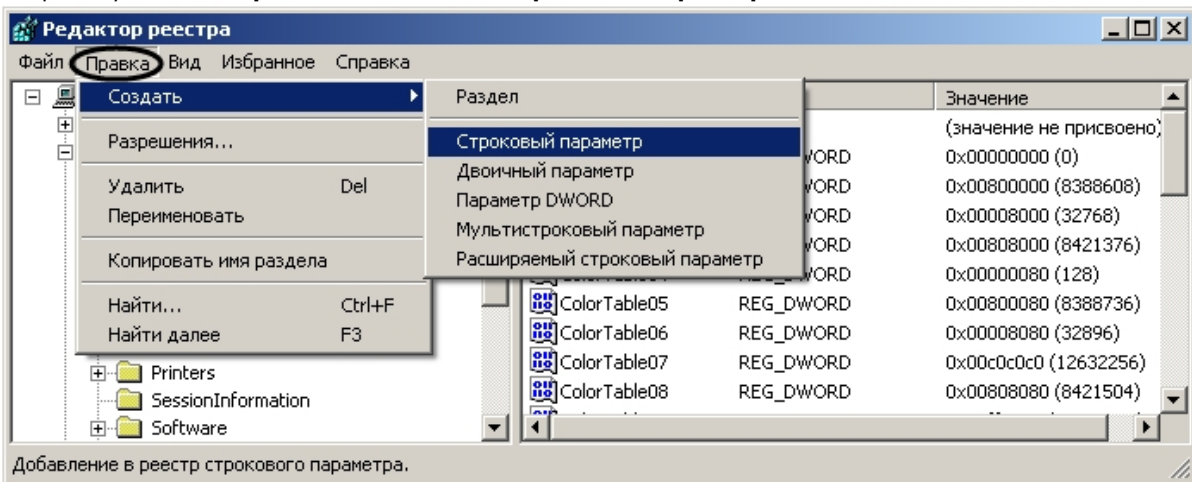 Редактор реестра
Файл Правка Вид Избранное Справка
Создать
Разрешения...
Удалить Del
Переименовать
Копировать имя раздела
Найти... Ctrl+F
Найти далее F3
Раздел
Строковый параметр
Двоичный параметр
Параметр DWORD
Мультистроковый параметр
Расширяемый строковый параметр
Значение
(значение не присвоено)
0x00000000 (0)
0x00800000 (8388608)
0x00008000 (32768)
0x00808000 (8421376)
0x00000080 (128)
ColorTable05 REG_DWORD 0x00800080 (8388736)
ColorTable06 REG_DWORD 0x00008080 (32896)
ColorTable07 REG_DWORD 0x00c0c0c0 (12632256)
ColorTable08 REG_DWORD 0x00808080 (8421504)
Printers
SessionInformation
Software
Добавление в реестр строкового параметра.